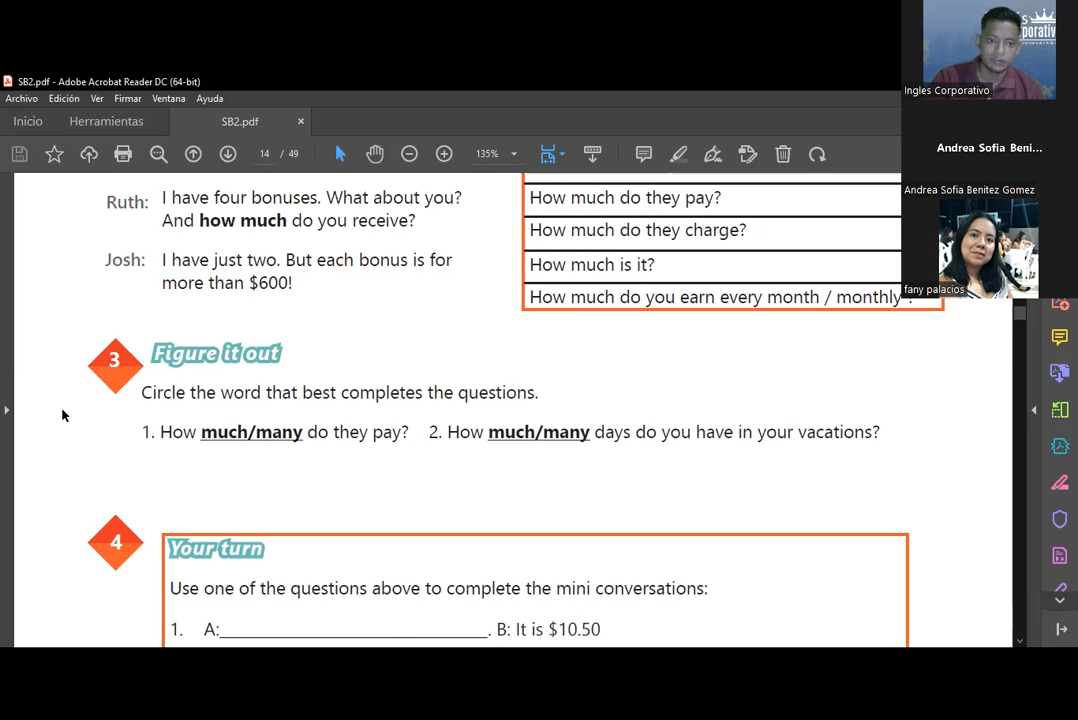 SB2.pdf - Adobe Acrobat Reader DC (64-bit)
Archivo Edición Ver Firmar Ventana Ayuda
Inicio Herramientas SB2.pdf ×
14 / 49 135%
Ruth: I have four bonuses. What about you?
And how much do you receive?
Josh: I have just two. But each bonus is for
more than $600!
How much do they pay?
How much do they charge?
How much is it?
How much do you earn every month / monthly
3 Figure it out
Circle the word that best completes the questions.
1. How much/many do they pay? 2. How much/many days do you have in your vacations?
4 Your turn
Use one of the questions above to complete the mini conversations:
1. A:____________________________. B: It is $10.50
Ingles Corporativo
Andrea Sofia Beni...
Andrea Sofia Benitez Gomez
fany palacios